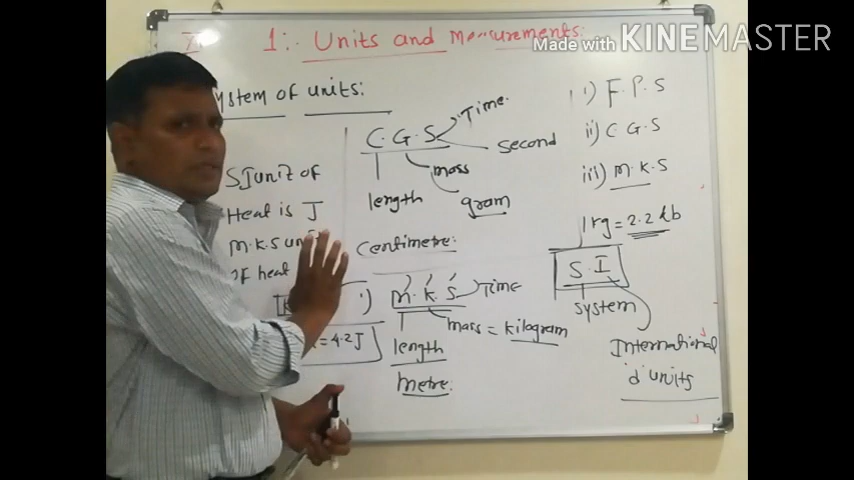 1:- Units and Measurements:
Made with KINEMASTER
ystem of units:
SI unit of
Heat is J
M.K.S un
of heat
= 4.2 J
C. G. S
Time.
Second
mass
gram
length
Centimetre.
i) M. K. S
Time
mass = kilogram
length
metre.
i) F. P. S
ii) C G. S
iii) M. K. S
1 kg = 2.2 lb
S. I
system
International
d' units